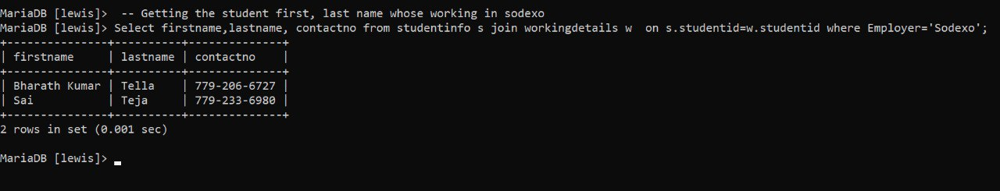 MariaDB [lewis]>  -- Getting the student first, last name whose working in sodexo
MariaDB [lewis]> Select firstname,lastname, contactno from studentinfo s join workingdetails w  on s.studentid=w.studentid where Employer='Sodexo';
+---------------+----------+--------------+
| firstname     | lastname | contactno    |
+---------------+----------+--------------+
| Bharath Kumar | Tella    | 779-206-6727 |
| Sai           | Teja     | 779-233-6980 |
+---------------+----------+--------------+
2 rows in set (0.001 sec)

MariaDB [lewis]>